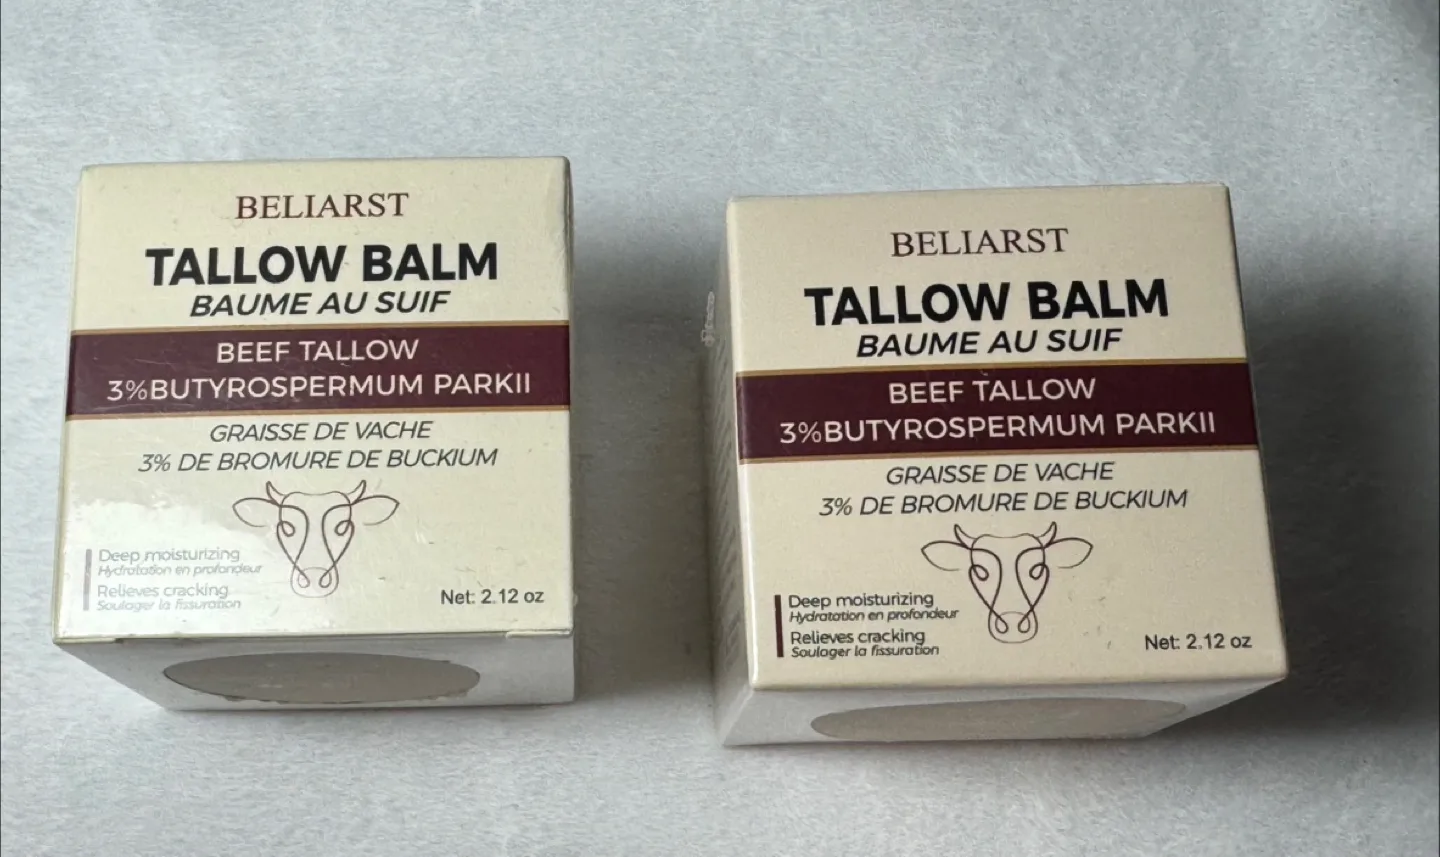 BELIARST
TALLOW BALM
BAUME AU SUIF
BEEF TALLOW
3%BUTYROSPERMUM PARKII
GRAISSE DE VACHE
3% DE BROMURE DE BUCKIUM
Deep moisturizing
Hydratation en profondeur
Relieves cracking
Soulager la fissuration
Net: 2.12 oz
BELIARST
TALLOW BALM
BAUME AU SUIF
BEEF TALLOW
3%BUTYROSPERMUM PARKII
GRAISSE DE VACHE
3% DE BROMURE DE BUCKIUM
Deep moisturizing
Hydratation en profondeur
Relieves cracking
Soulager la fissuration
Net: 2.12 oz